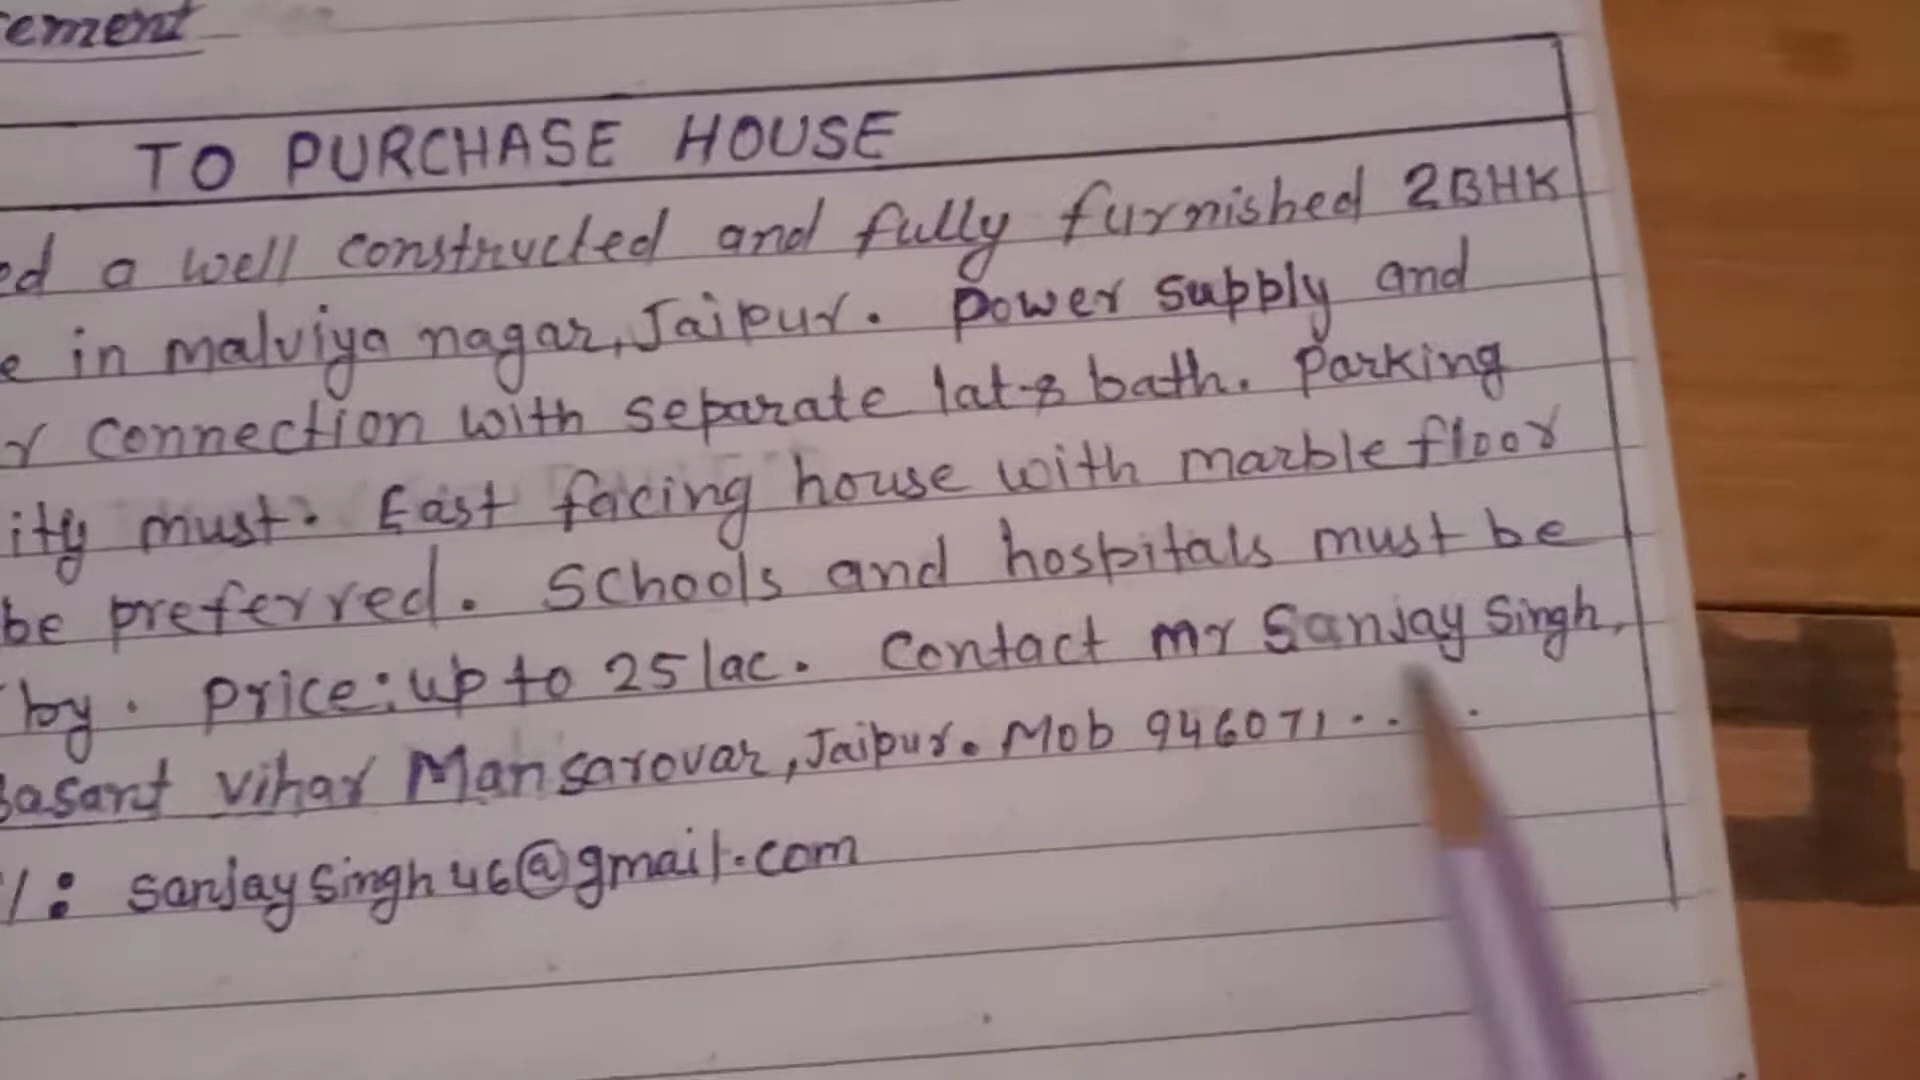 ement
TO PURCHASE HOUSE
ed a well constructed and fully furnished 2BHK
e in malviya nagar, Jaipur. Power supply and
r connection with separate lat & bath. Parking
ity must. East facing house with marble floor
be preferred. Schools and hospitals must be
by. Price: up to 25 lac. Contact mr Sanjay Singh,
Basant vihar Mansarovar, Jaipur. Mob 946071....
l: sanjaysingh46@gmail.com